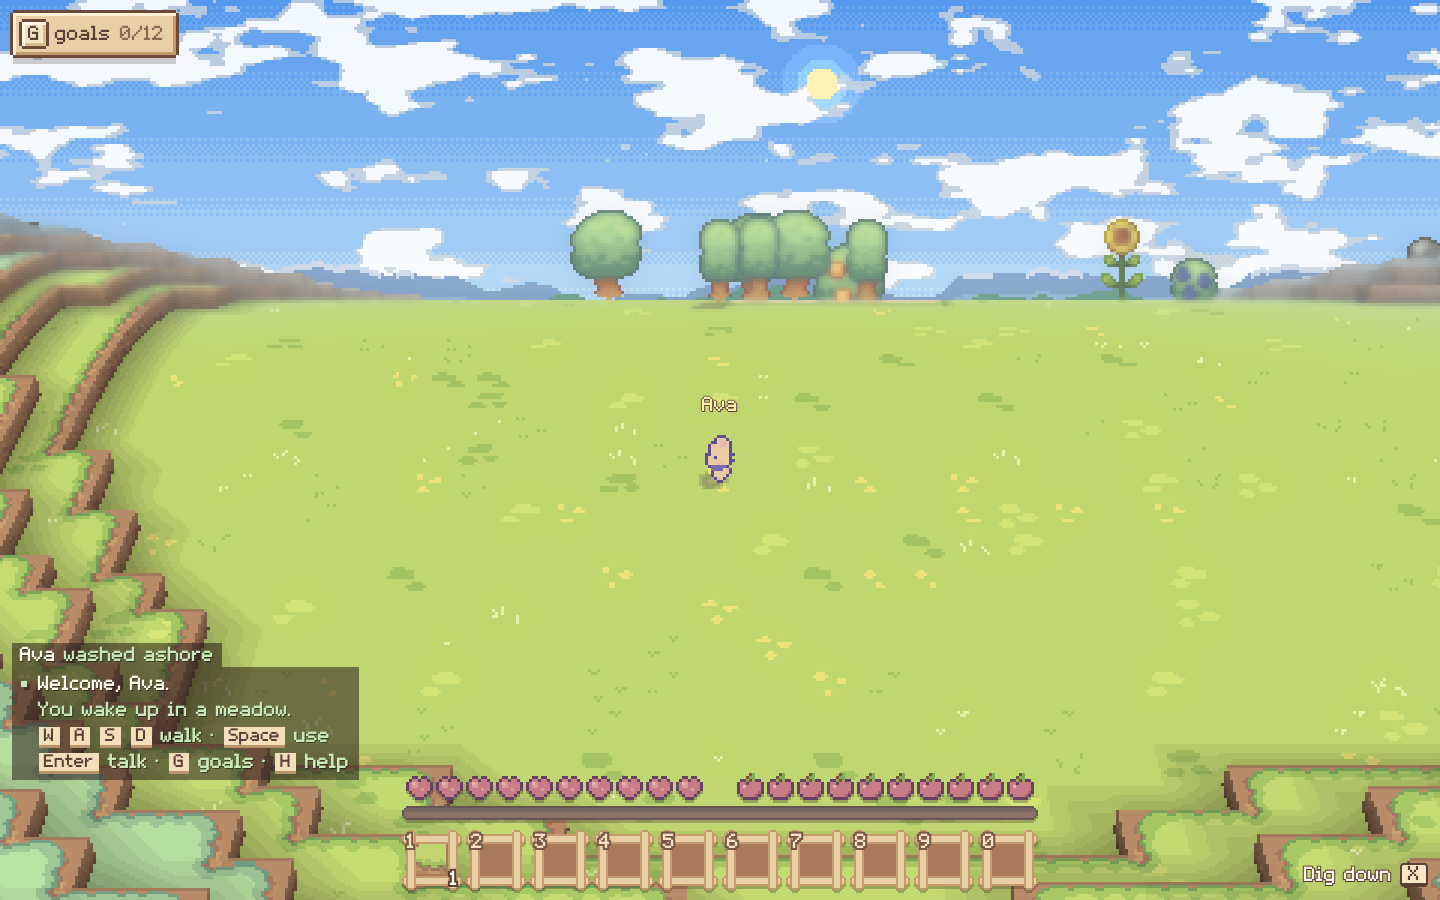 G goals 0/12
Ava
Ava washed ashore
Welcome, Ava.
You wake up in a meadow.
W A S D walk · Space use
Enter talk · G goals · H help
1 2 3 4 5 6 7 8 9 0
1
Dig down X